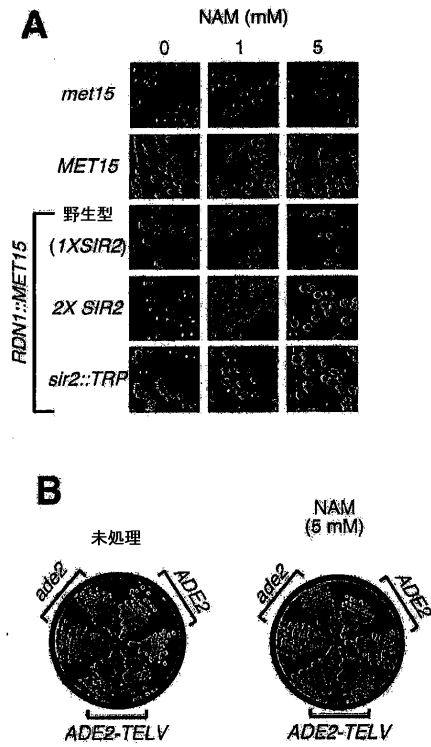 A
NAM (mM)
0 1 5
met15
MET15
野生型
(1XSIR2)
2X SIR2
sir2::TRP
RDN1::MET15
B
未処理
NAM
(5 mM)
ade2
ADE2
ade2
ADE2
ADE2-TELV
ADE2-TELV